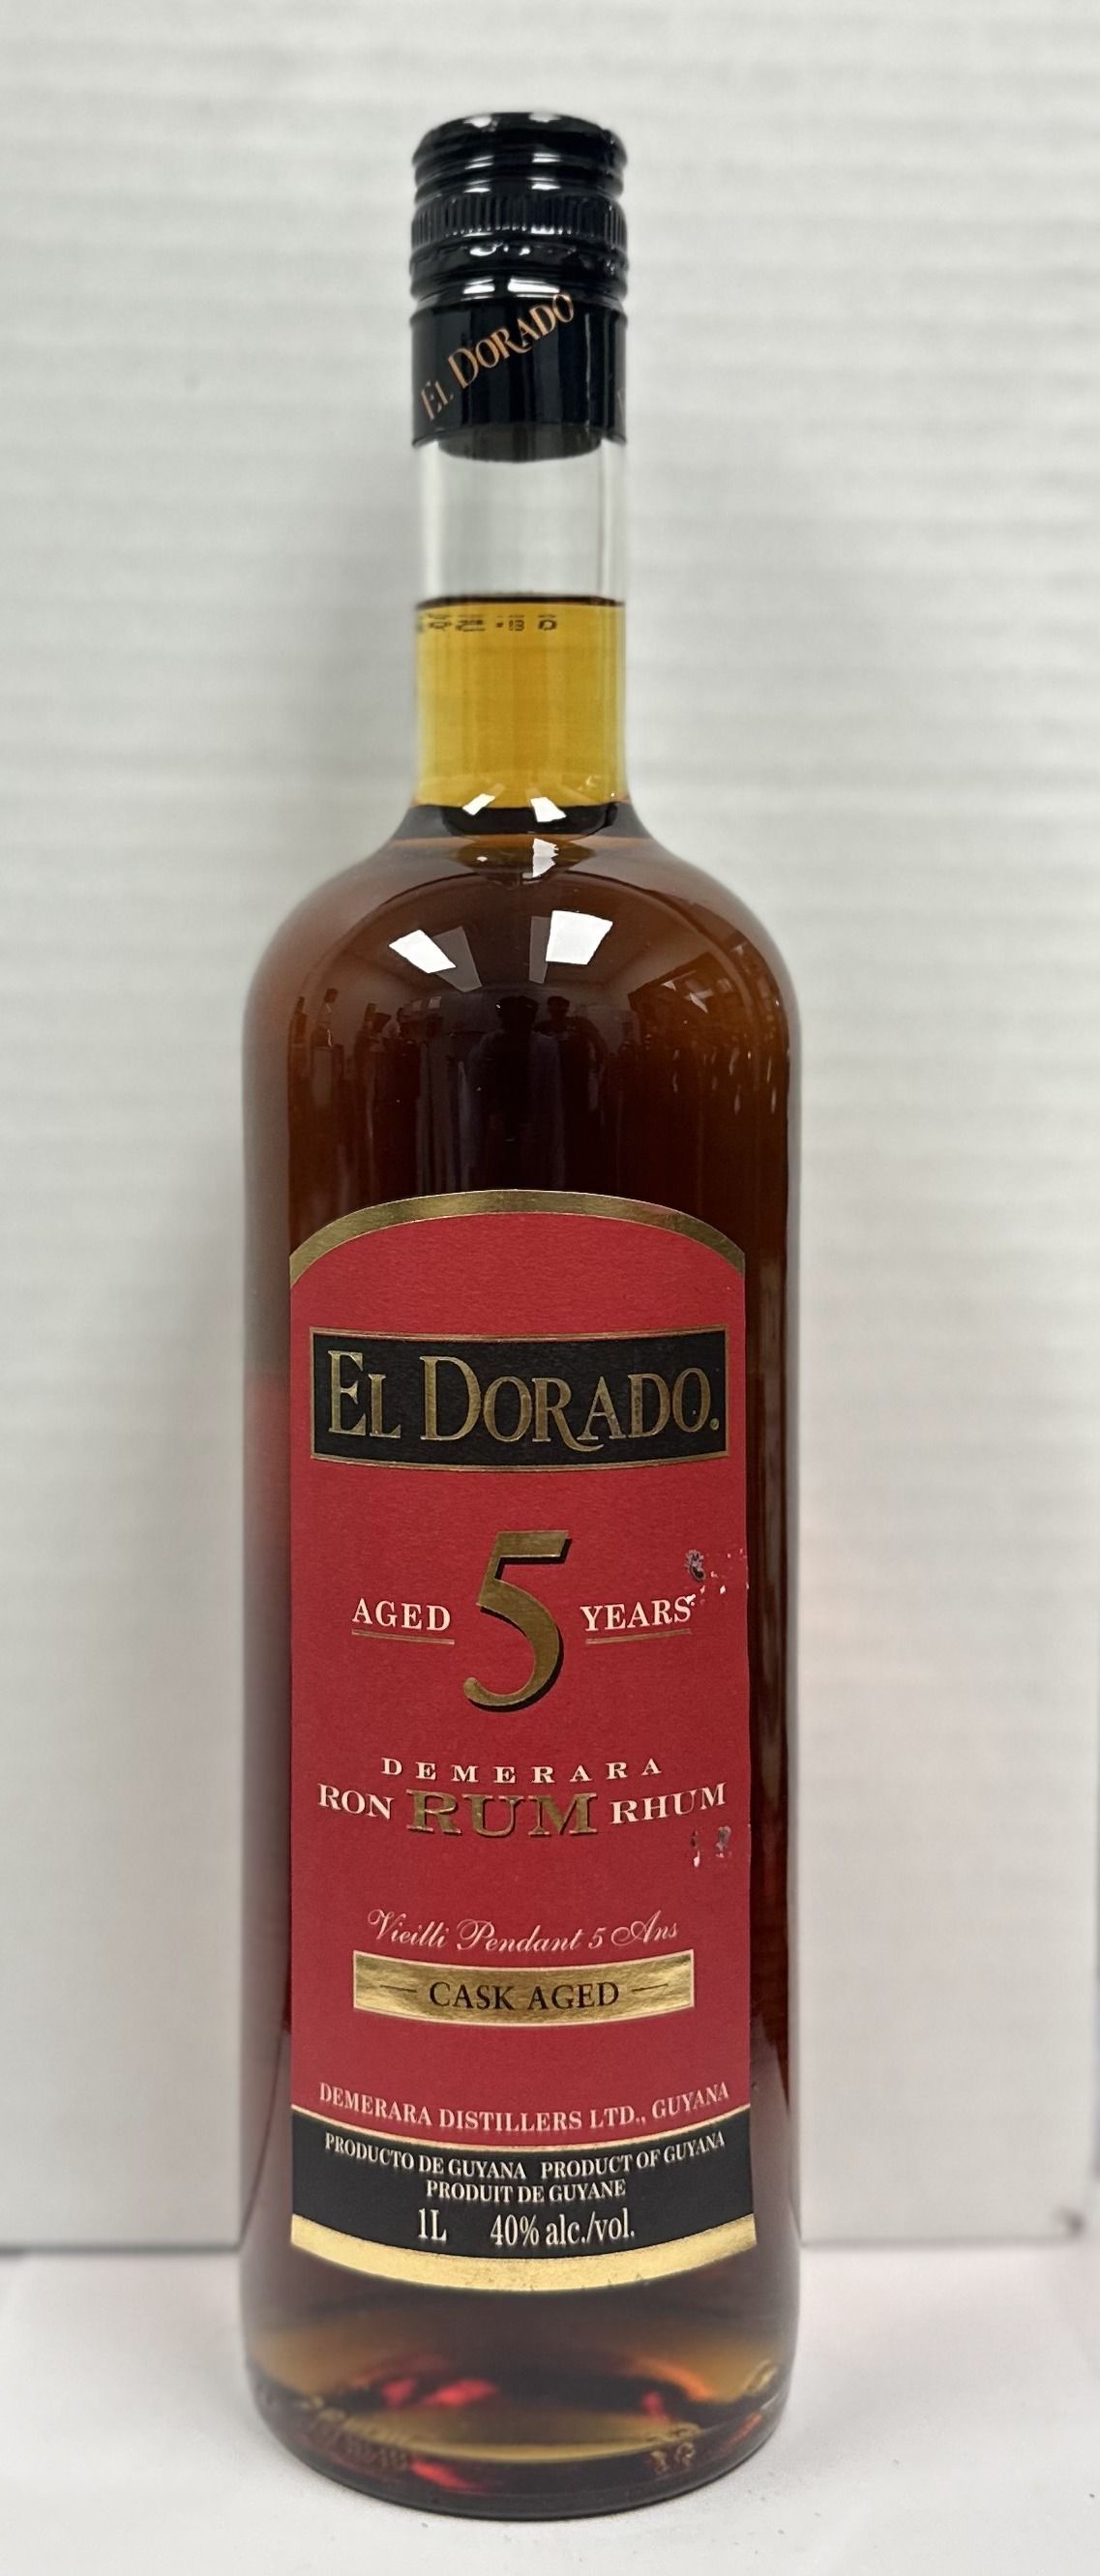 EL DORADO
EL DORADO®
AGED 5 YEARS
DEMERARA
RON RUM RHUM
Vieilli Pendant 5 Ans
CASK AGED
DEMERARA DISTILLERS LTD., GUYANA
PRODUCTO DE GUYANA PRODUCT OF GUYANA
PRODUIT DE GUYANE
1L 40% alc./vol.